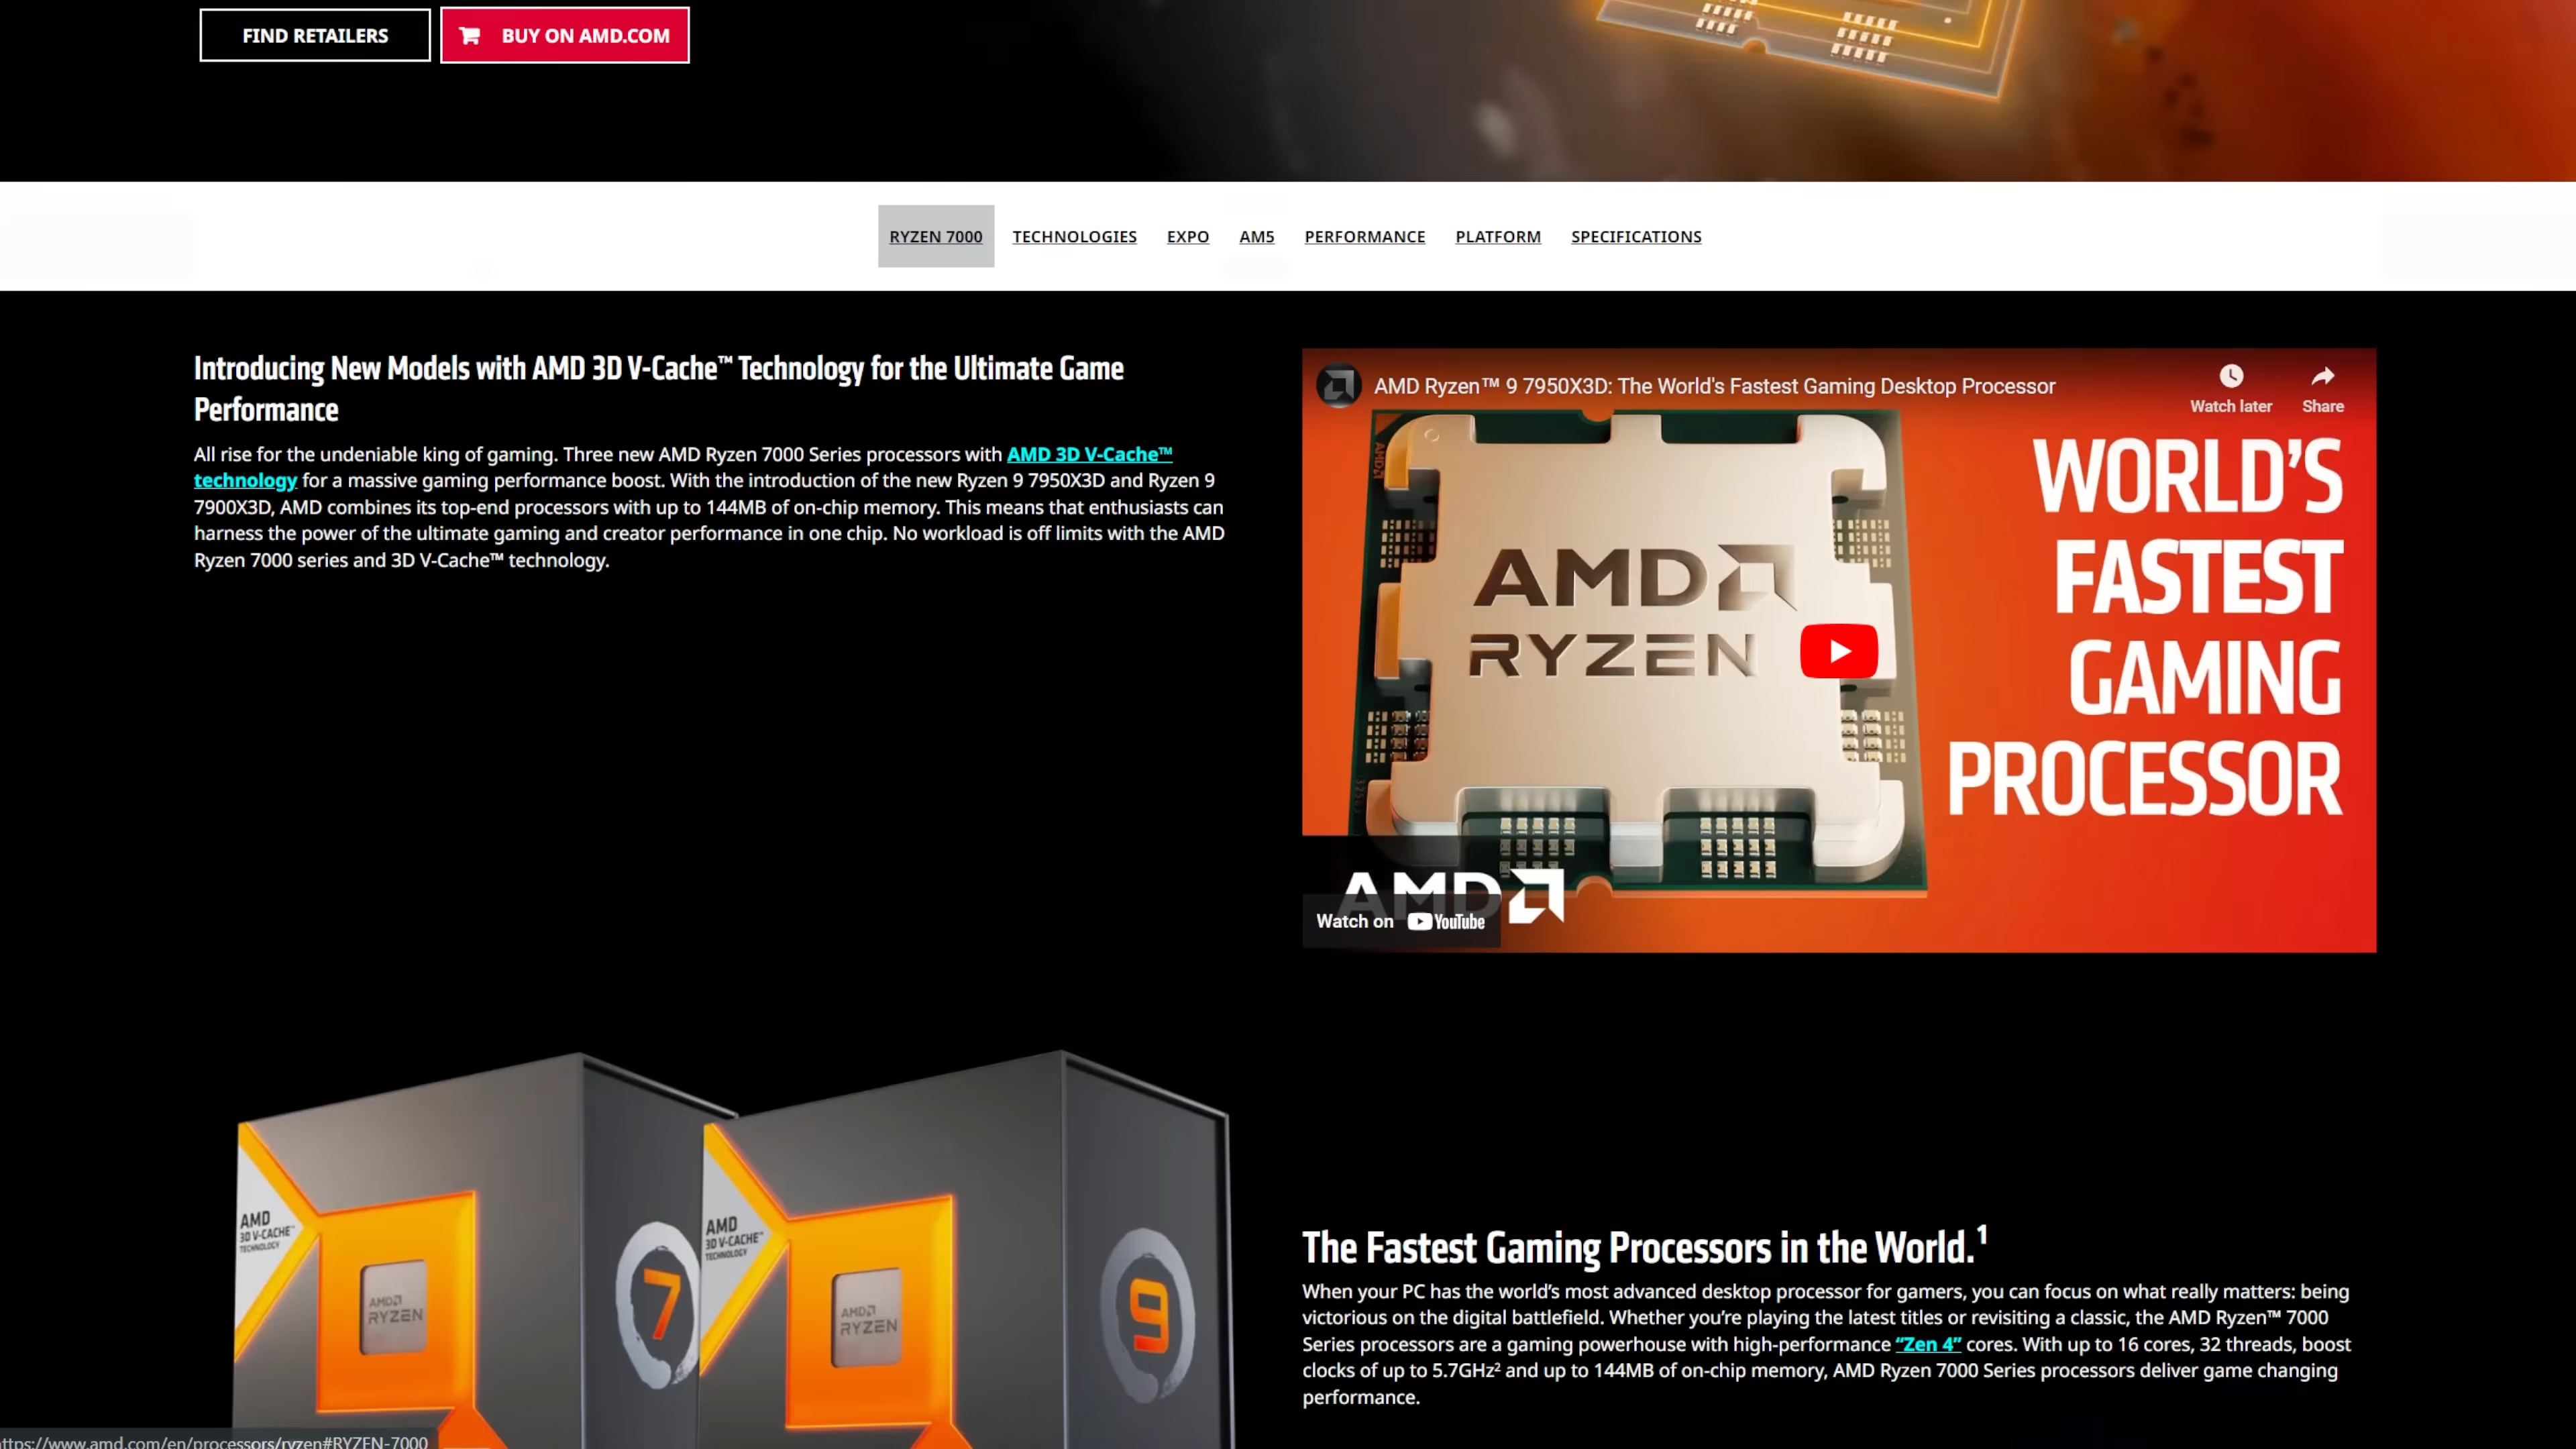 FIND RETAILERS
BUY ON AMD.COM
RYZEN 7000
TECHNOLOGIES
EXPO
AM5
PERFORMANCE
PLATFORM
SPECIFICATIONS
Introducing New Models with AMD 3D V-Cache™ Technology for the Ultimate Game
Performance
All rise for the undeniable king of gaming. Three new AMD Ryzen 7000 Series processors with AMD 3D V-Cache™
technology for a massive gaming performance boost. With the introduction of the new Ryzen 9 7950X3D and Ryzen 9
7900X3D, AMD combines its top-end processors with up to 144MB of on-chip memory. This means that enthusiasts can
harness the power of the ultimate gaming and creator performance in one chip. No workload is off limits with the AMD
Ryzen 7000 series and 3D V-Cache™ technology.
AMD Ryzen™ 9 7950X3D: The World's Fastest Gaming Desktop Processor
Watch later
Share
AMD
RYZEN
WORLD'S
FASTEST
GAMING
PROCESSOR
AMD
Watch on YouTube
AMD
3D V-CACHE™
TECHNOLOGY
AMD
RYZEN
7
AMD
3D V-CACHE™
TECHNOLOGY
AMD
RYZEN
9
The Fastest Gaming Processors in the World.¹
When your PC has the world's most advanced desktop processor for gamers, you can focus on what really matters: being
victorious on the digital battlefield. Whether you're playing the latest titles or revisiting a classic, the AMD Ryzen™ 7000
Series processors are a gaming powerhouse with high-performance "Zen 4" cores. With up to 16 cores, 32 threads, boost
clocks of up to 5.7GHz² and up to 144MB of on-chip memory, AMD Ryzen 7000 Series processors deliver game changing
performance.
ttps://www.amd.com/en/processors/ryzen#RYZEN-7000